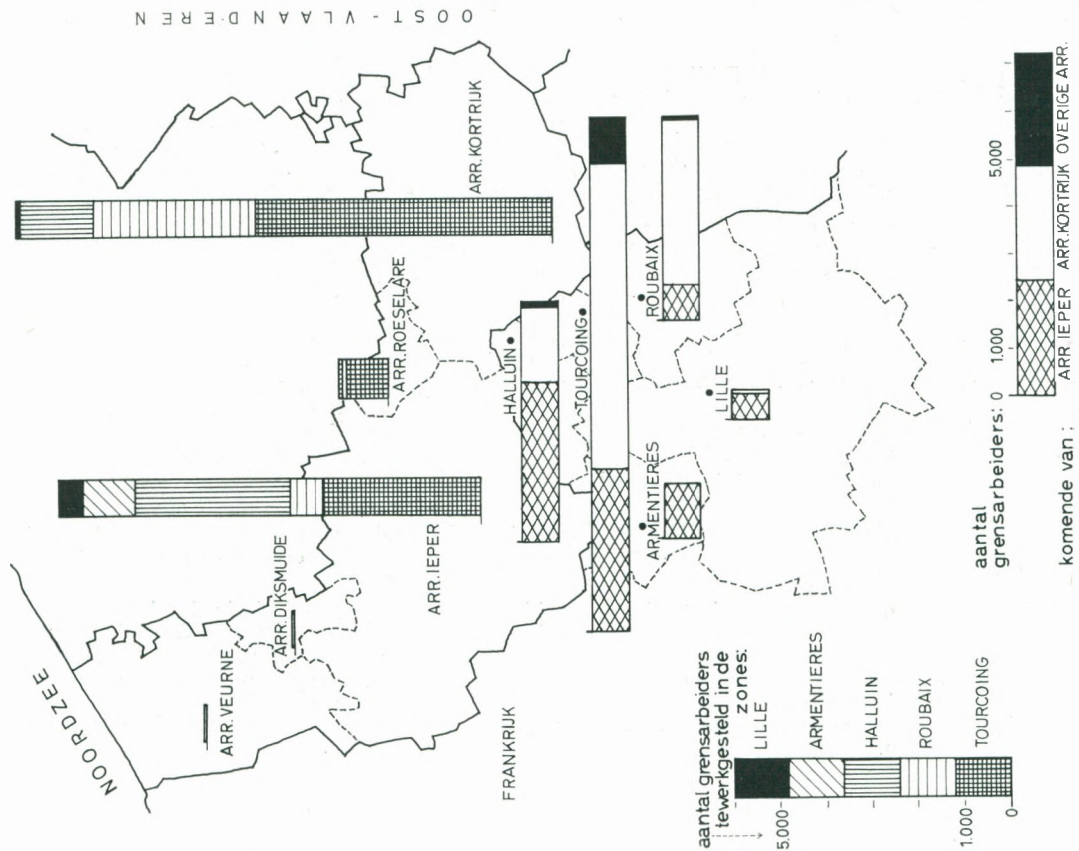 OOST-VLAANDEREN
NOORDZEE
ARR.KORTRIJK
ARR.ROESELARE
ARR.DIKSMUIDE
ARR.VEURNE
ARR.IEPER
FRANKRIJK
HALLUIN
TOURCOING
ROUBAIX
ARMENTIERES
LILLE
aantal grensarbeiders
tewerkgesteld in de
zones:
LILLE
ARMENTIERES
HALLUIN
ROUBAIX
TOURCOING
5.000
1.000
0
aantal
grensarbeiders: 0 1.000 5.000
komende van : ARR.IEPER ARR.KORTRIJK OVERIGE ARR.